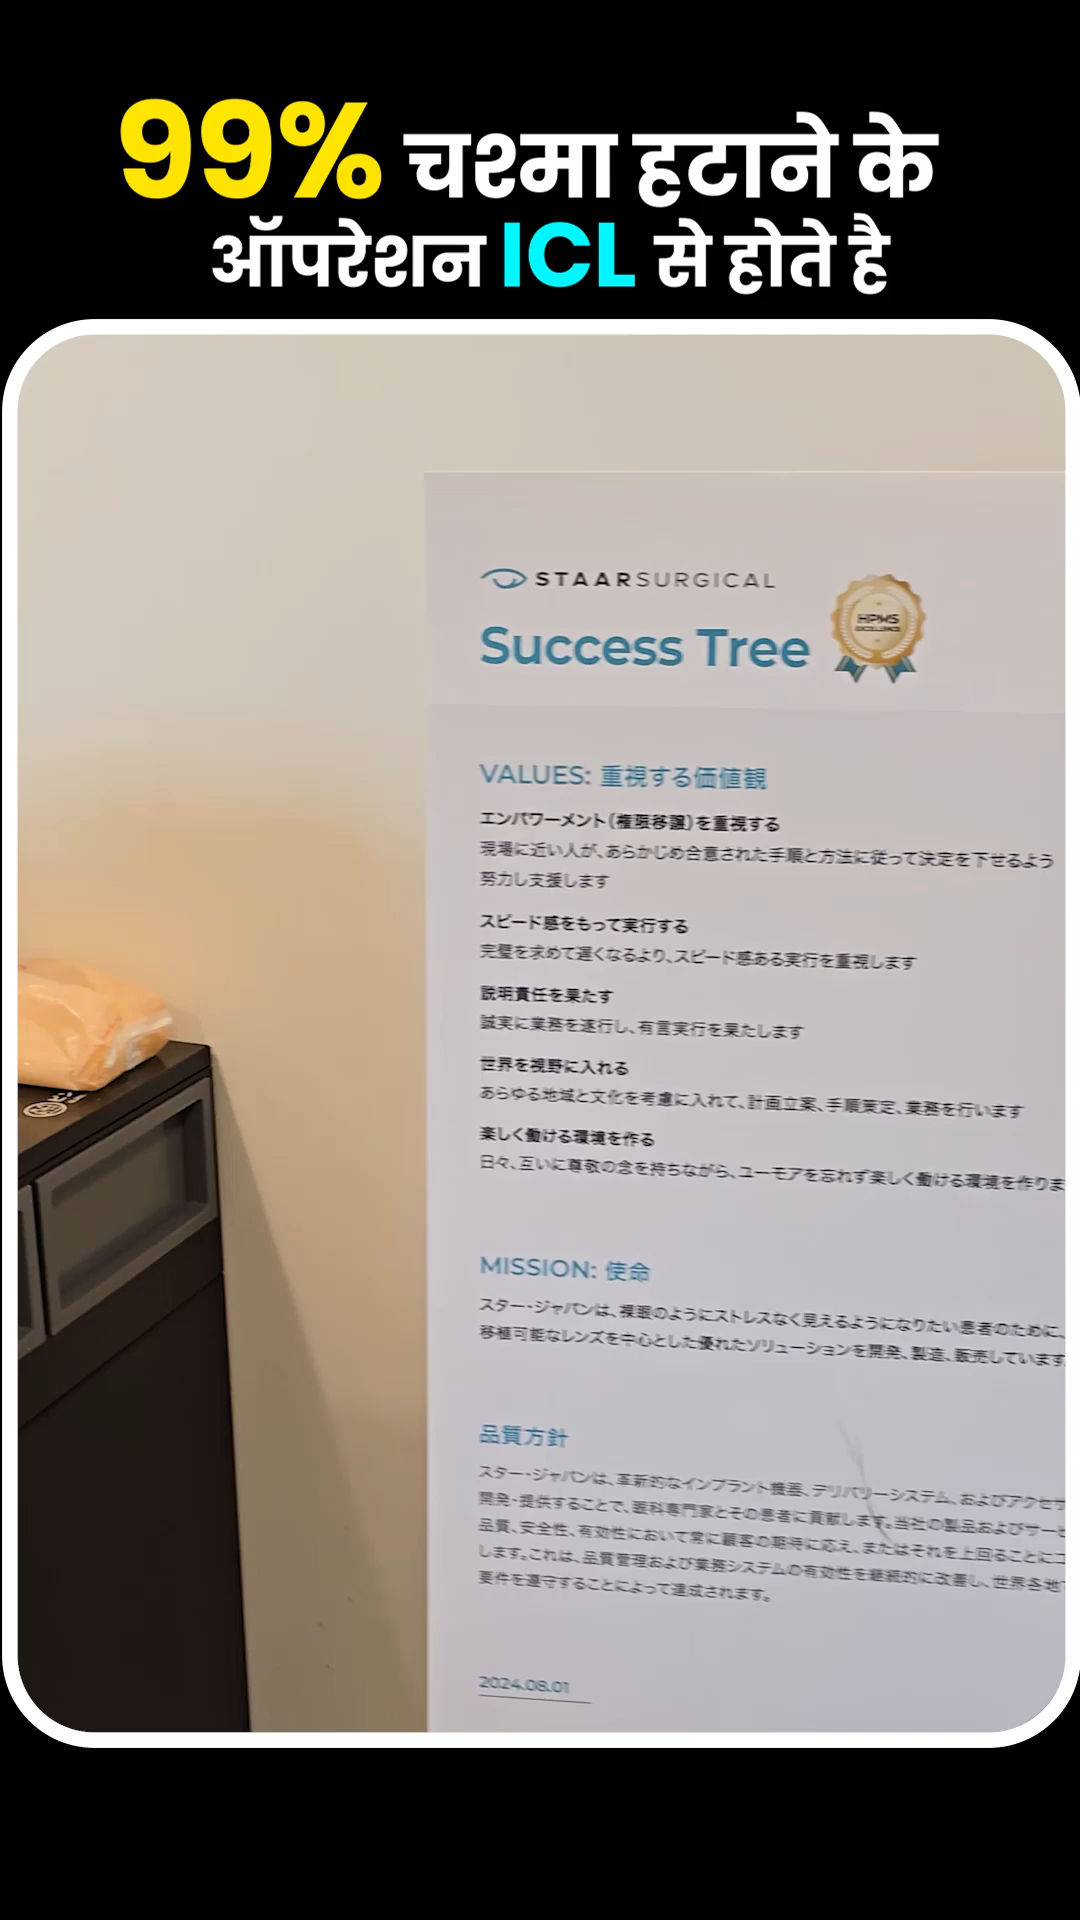 99% चश्मा हटाने के
ऑपरेशन ICL से होते है
STAARSURGICAL
Success Tree
HPMS
EXCELLENCE
VALUES: 重視する価値観
エンパワーメント(権限移譲)を重視する
現場に近い人が、あらかじめ合意された手順と方法に従って決定を下せるよう
努力し支援します
スピード感をもって実行する
完璧を求めて遅くなるより、スピード感ある実行を重視します
説明責任を果たす
誠実に業務を遂行し、有言実行を果たします
世界を視野に入れる
あらゆる地域と文化を考慮に入れて、計画立案、手順策定、業務を行います
楽しく働ける環境を作る
日々、互いに尊敬の念を持ちながら、ユーモアを忘れず楽しく働ける環境を作りま
MISSION: 使命
スター・ジャパンは、裸眼のようにストレスなく見えるようになりたい患者のために、
移植可能なレンズを中心とした優れたソリューションを開発、製造、販売しています
品質方針
スター・ジャパンは、革新的なインプラント機器、デリバリーシステム、およびアクセサ
開発・提供することで、眼科専門家とその患者に貢献します。当社の製品およびサービ
品質、安全性、有効性において常に顧客の期待に応え、またはそれを上回ることにコ
します。これは、品質管理および業務システムの有効性を継続的に改善し、世界各地
要件を遵守することによって達成されます。
2024.08.01